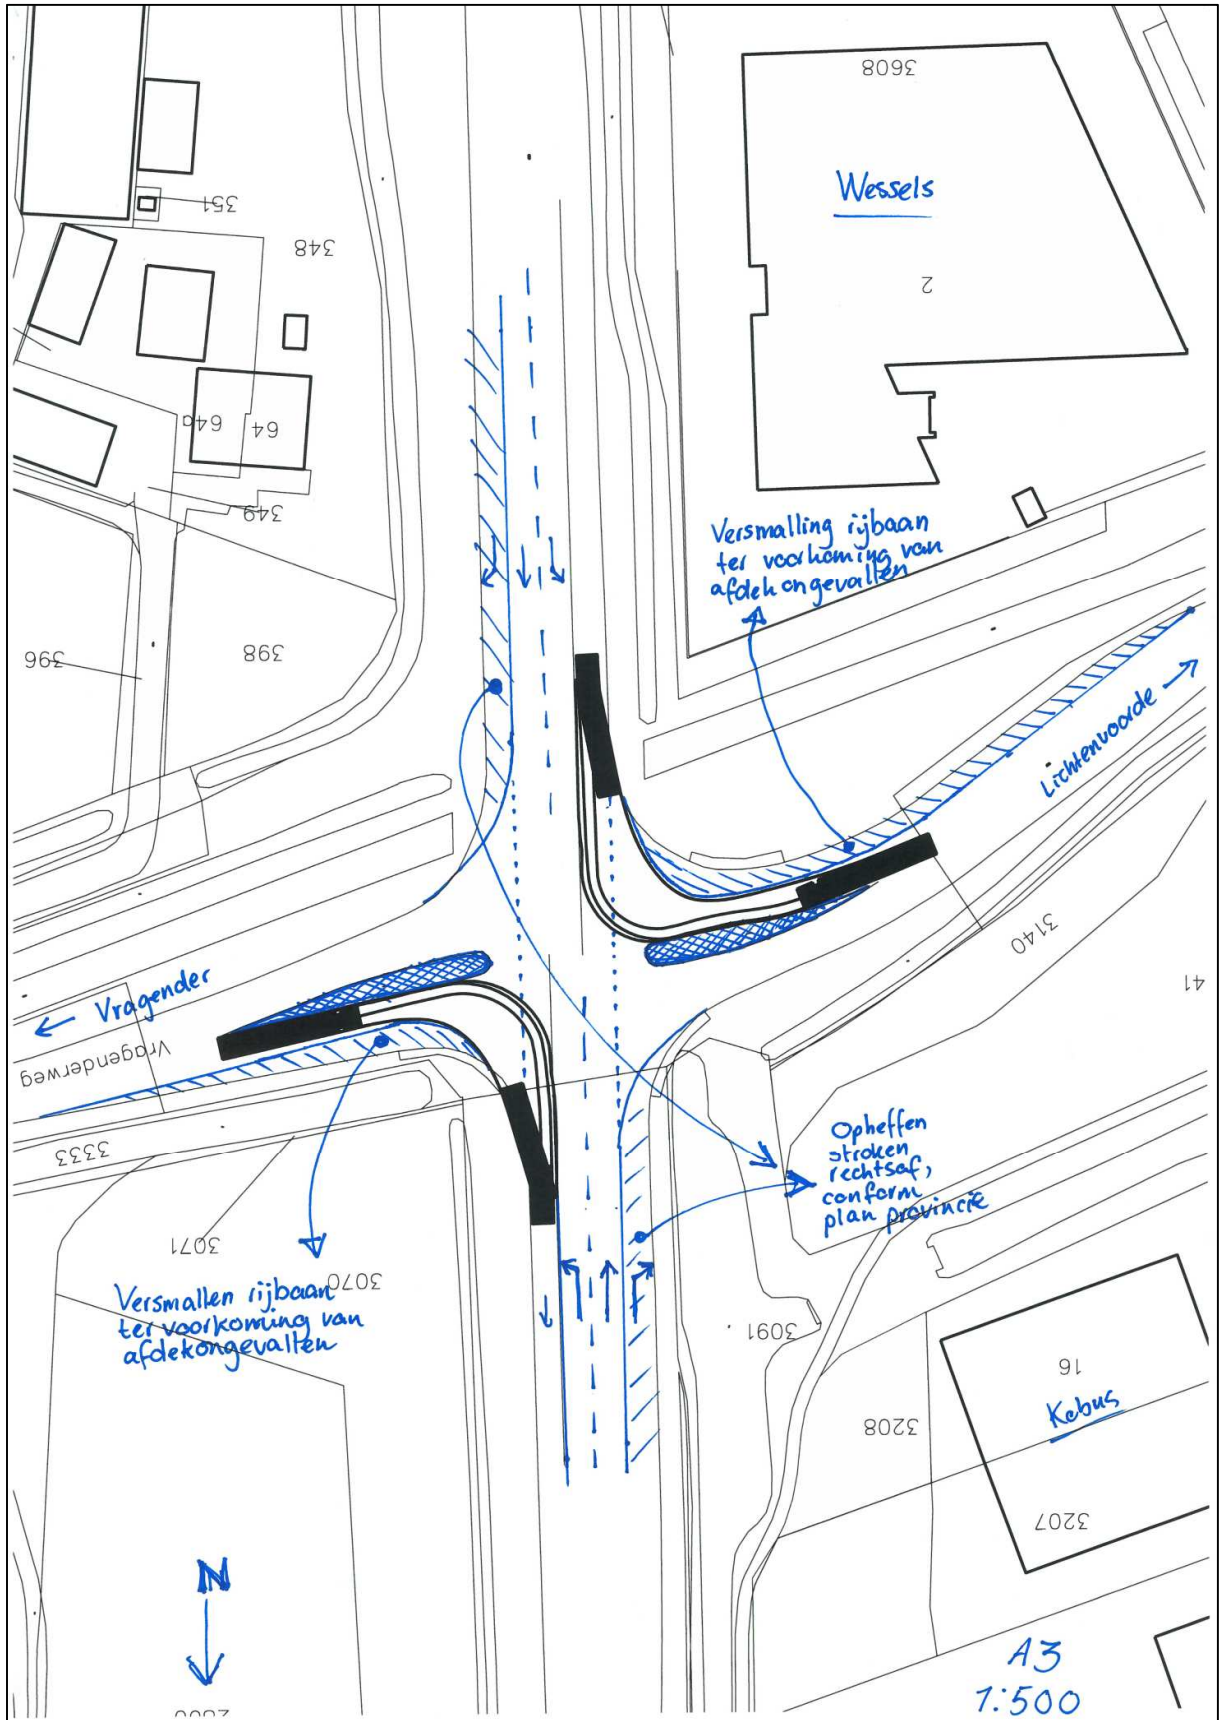 3608
Wessels
2
351
348
64a
64
349
Versmalling rijbaan
ter voorkoming van
afdekongevallen
396
398
Lichtenvoorde →
3140
41
← Vragender
Vragenderweg
3333
Opheffen
stroken
rechtsaf,
conform
plan provincie
3071
3070
Versmallen rijbaan
ter voorkoming van
afdekongevallen
3091
16
Kebus
3208
3207
N
A3
1:500